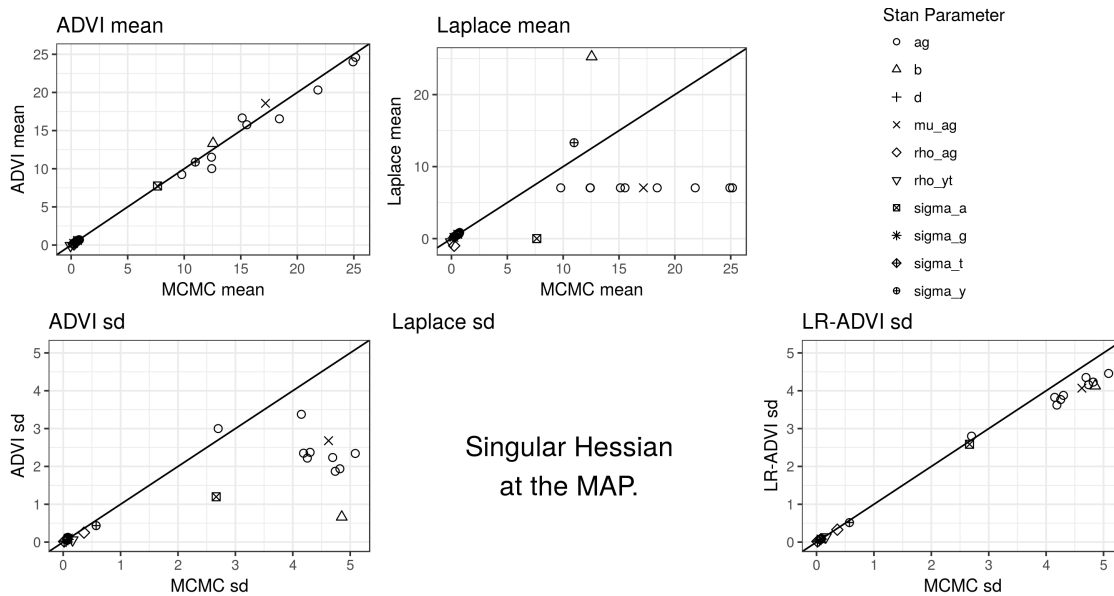 ADVI mean
ADVI mean
25
20
15
10
5
0
0
5
10
15
20
25
MCMC mean
Laplace mean
Laplace mean
20
10
0
0
5
10
15
20
25
MCMC mean
Stan Parameter
ag
b
d
mu_ag
rho_ag
rho_yt
sigma_a
sigma_g
sigma_t
sigma_y
ADVI sd
ADVI sd
5
4
3
2
1
0
0
1
2
3
4
5
MCMC sd
Laplace sd
Singular Hessian
at the MAP.
LR-ADVI sd
LR-ADVI sd
5
4
3
2
1
0
0
1
2
3
4
5
MCMC sd